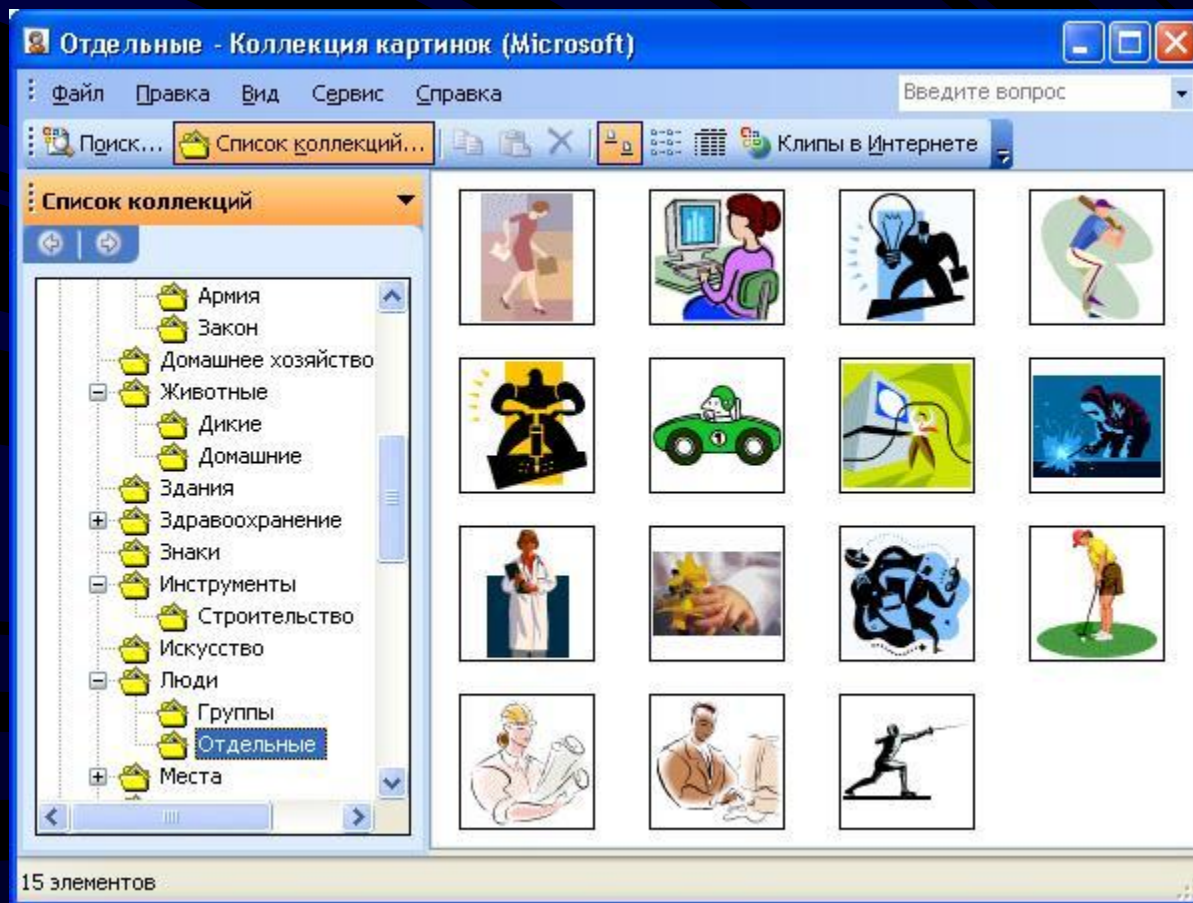 Отдельные - Коллекция картинок (Microsoft)
Файл Правка Вид Сервис Справка Введите вопрос
Поиск... Список коллекций... Клипы в Интернете
Список коллекций
Армия
Закон
Домашнее хозяйство
Животные
Дикие
Домашние
Здания
Здравоохранение
Знаки
Инструменты
Строительство
Искусство
Люди
Группы
Отдельные
Места
1
15 элементов